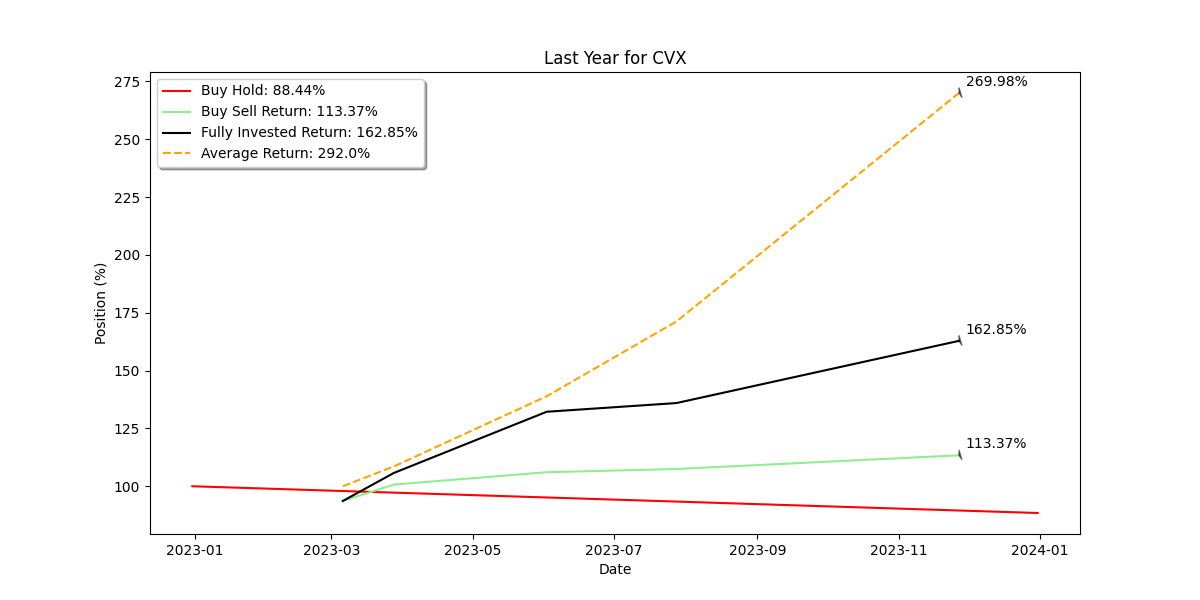 Last Year for CVX
Buy Hold: 88.44%
Buy Sell Return: 113.37%
Fully Invested Return: 162.85%
Average Return: 292.0%
269.98%
162.85%
113.37%
275
250
225
200
175
150
125
100
Position (%)
2023-01 2023-03 2023-05 2023-07 2023-09 2023-11 2024-01
Date